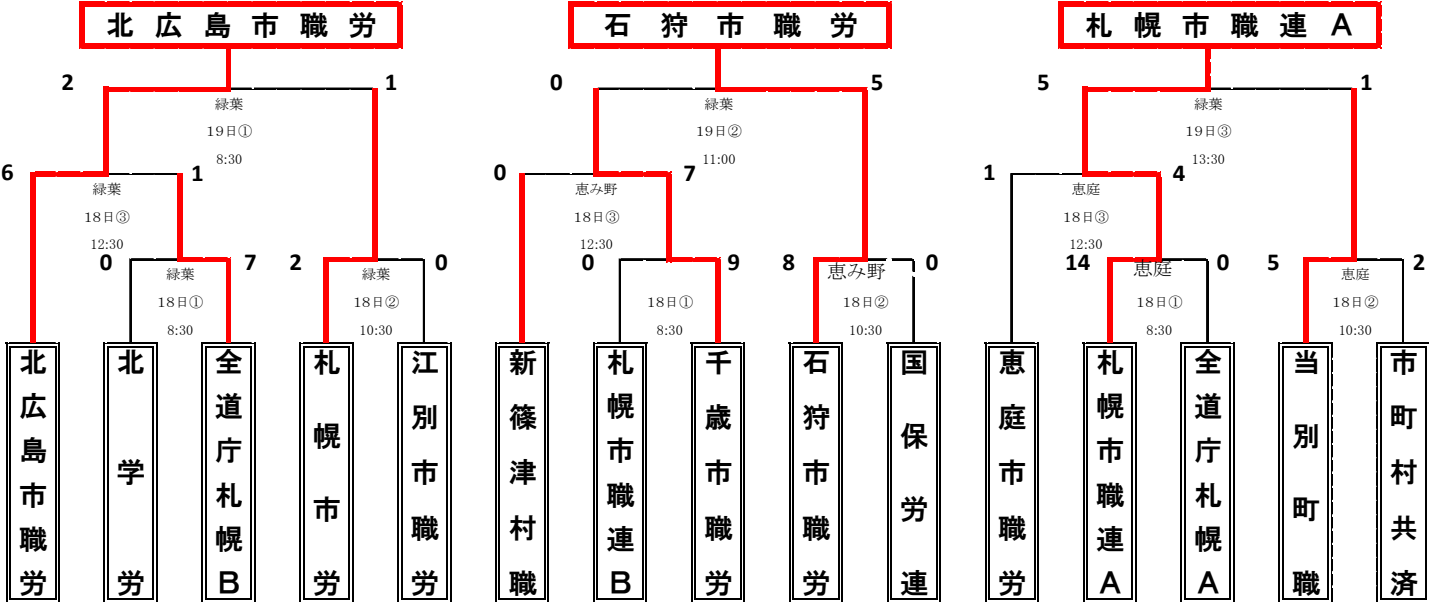 北広島市職労
石狩市職労
札幌市職連A
2
1
0
5
5
1
緑葉
19日①
8:30
緑葉
19日②
11:00
緑葉
19日③
13:30
6
1
0
7
1
4
緑葉
18日③
12:30
恵み野
18日③
12:30
恵庭
18日③
12:30
0
7
2
0
0
9
8
0
14
0
5
2
緑葉
18日①
8:30
緑葉
18日②
10:30
18日①
8:30
恵み野
18日②
10:30
恵庭
18日①
8:30
恵庭
18日②
10:30
北広島市職労
北学労
全道庁札幌B
札幌市労
江別市職労
新篠津村職
札幌市職連B
千歳市職労
石狩市職労
国保労連
恵庭市職労
札幌市職連A
全道庁札幌A
当別町職
市町村共済